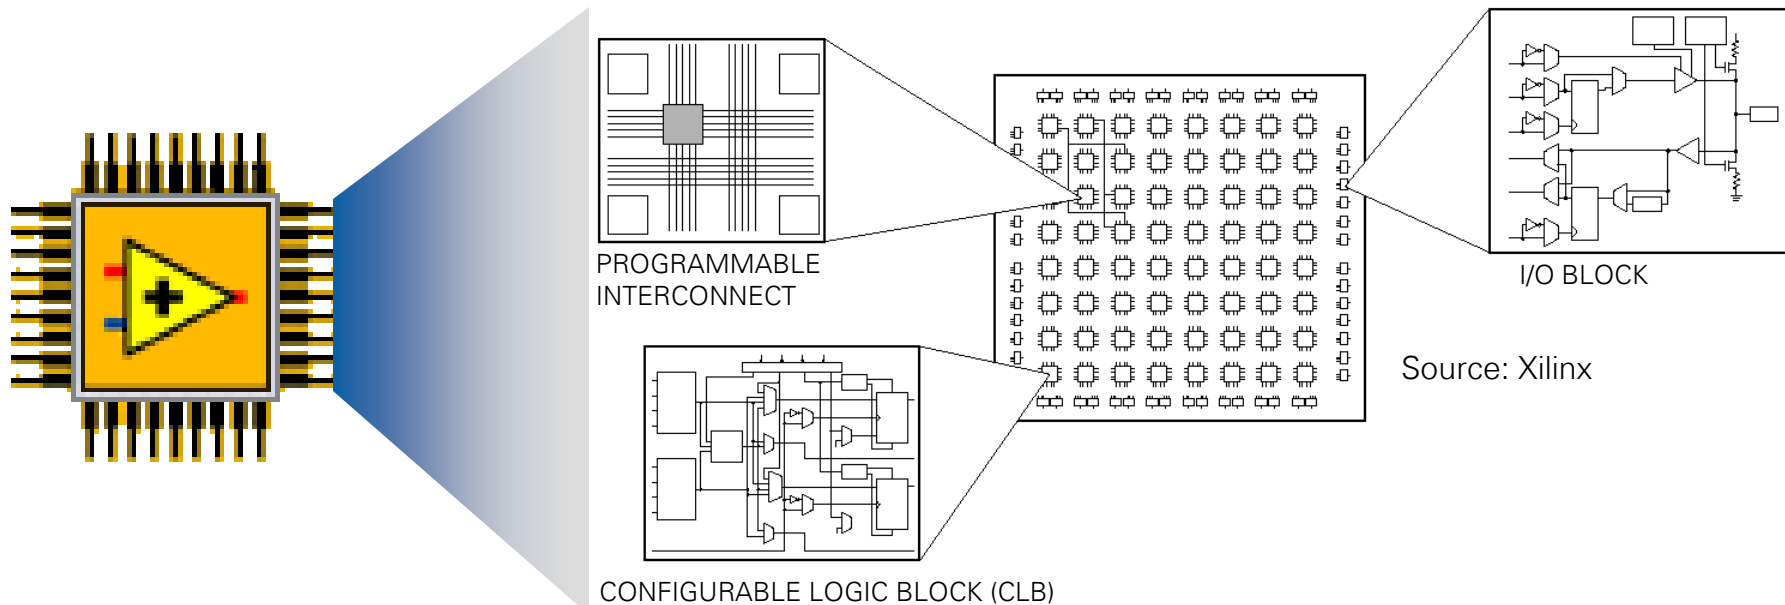 PROGRAMMABLE
INTERCONNECT
I/O BLOCK
Source: Xilinx
CONFIGURABLE LOGIC BLOCK (CLB)